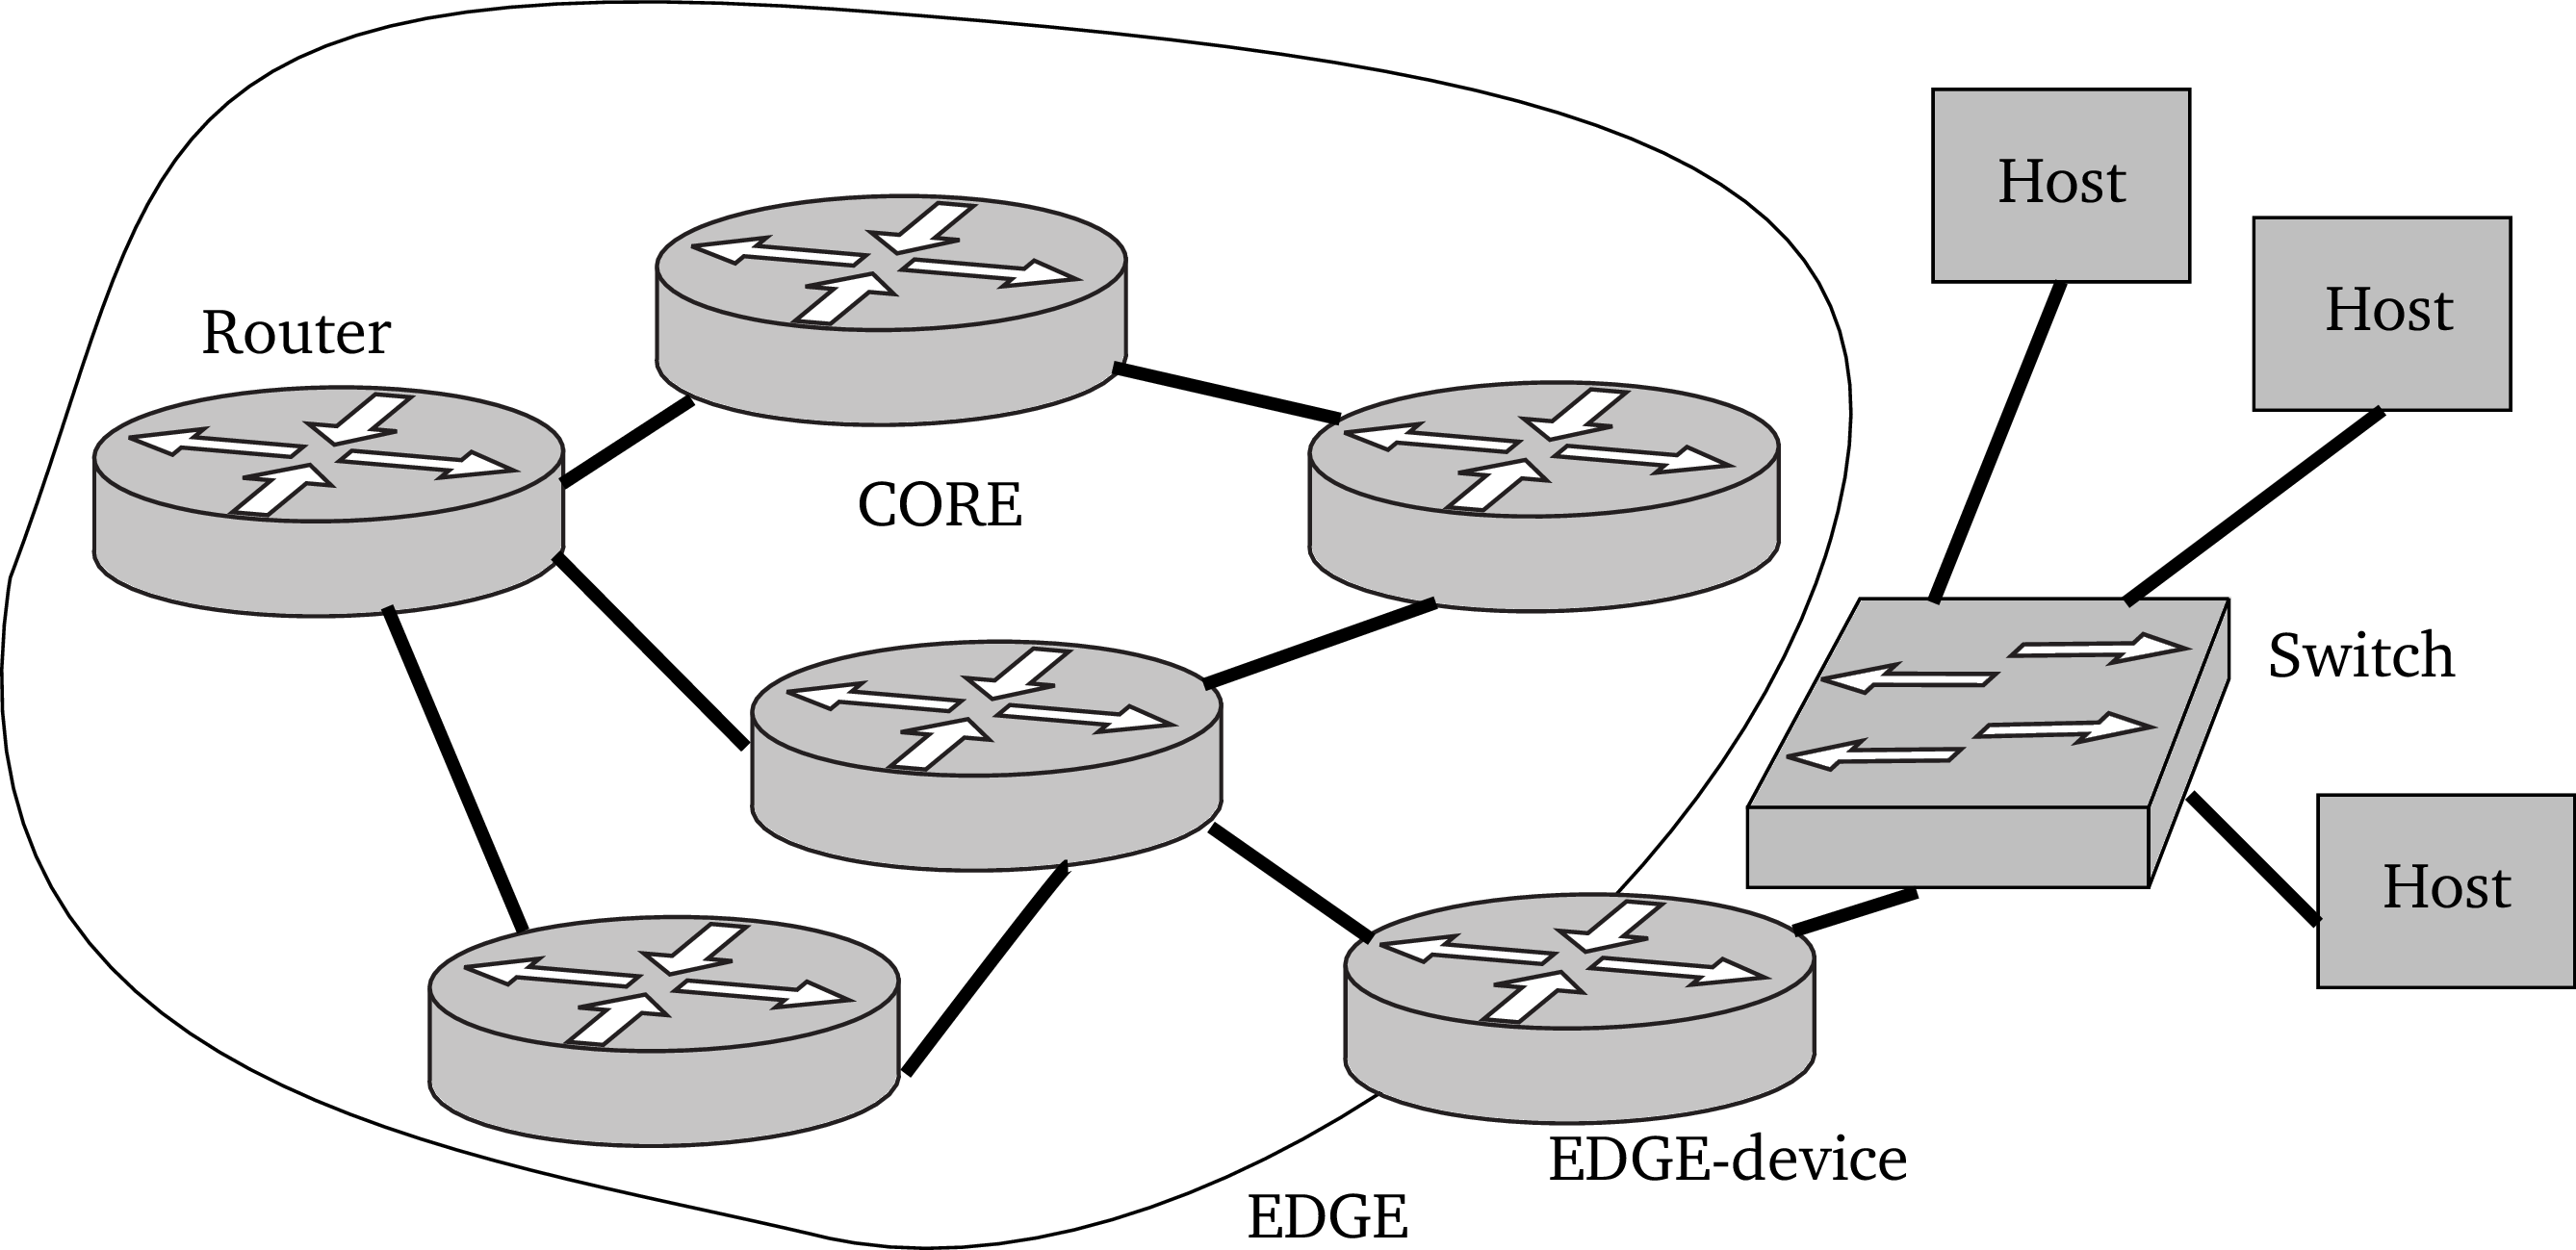 Host
Host
Router
CORE
Switch
Host
EDGE-device
EDGE